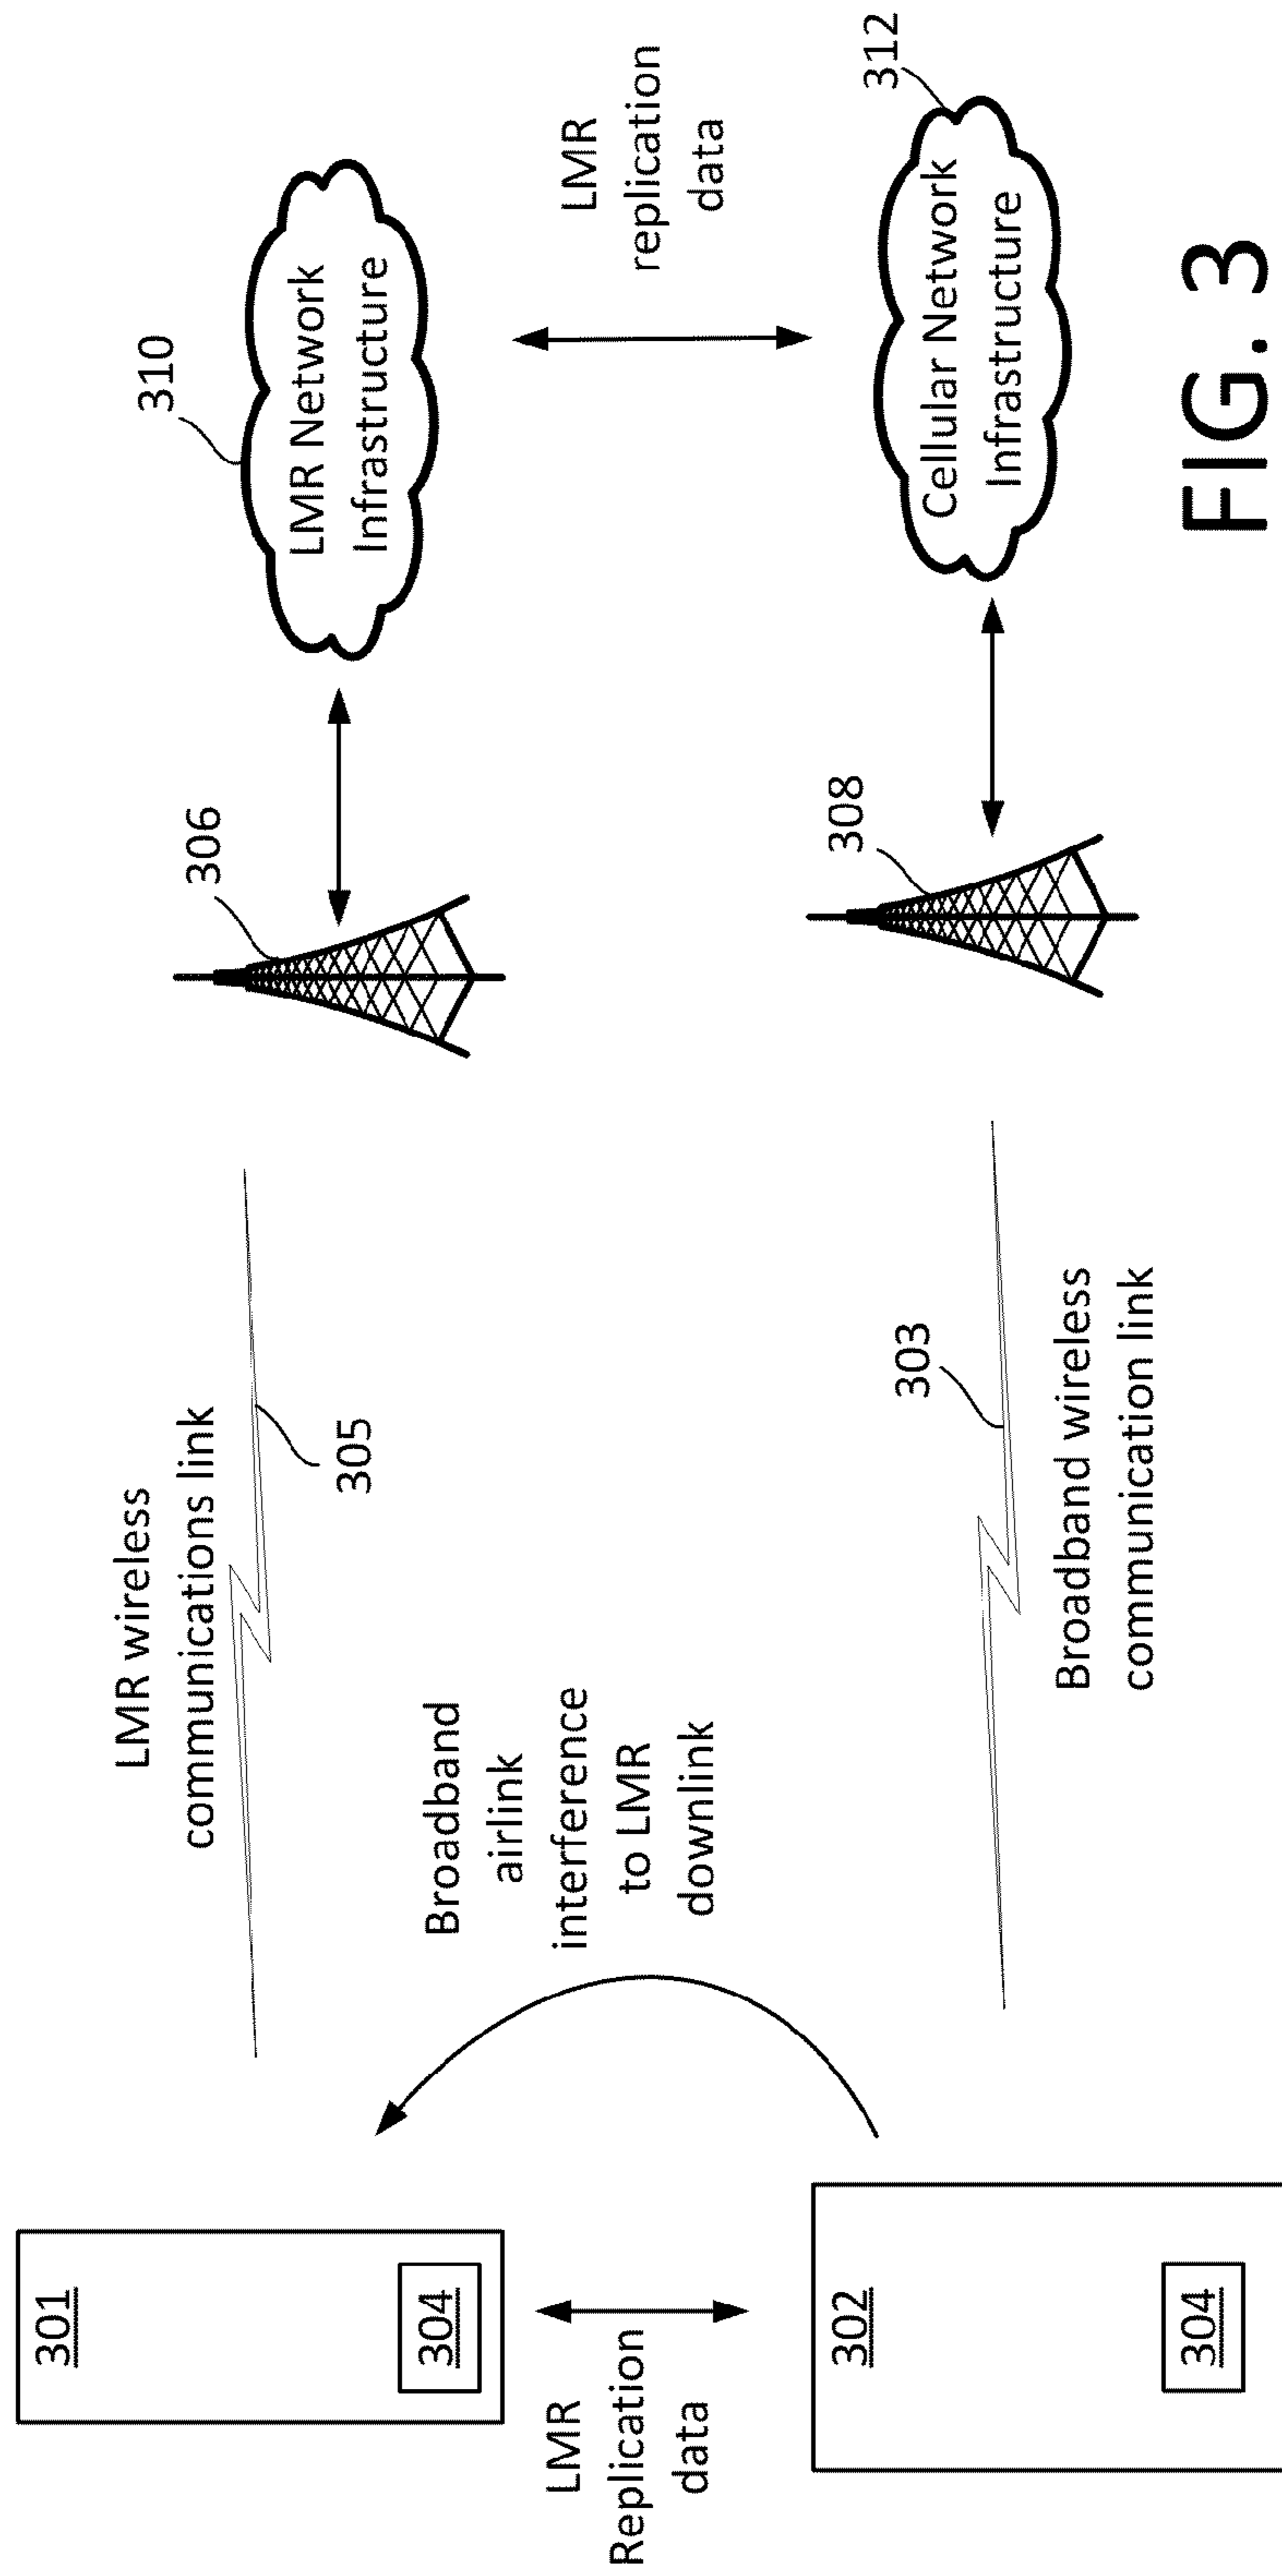 301
304
LMR
Replication
data
302
304
LMR wireless
communications link
305
Broadband
airlink
interference
to LMR
downlink
303
Broadband wireless
communication link
306
308
310
LMR Network
Infrastructure
LMR
replication
data
312
Cellular Network
Infrastructure
FIG. 3